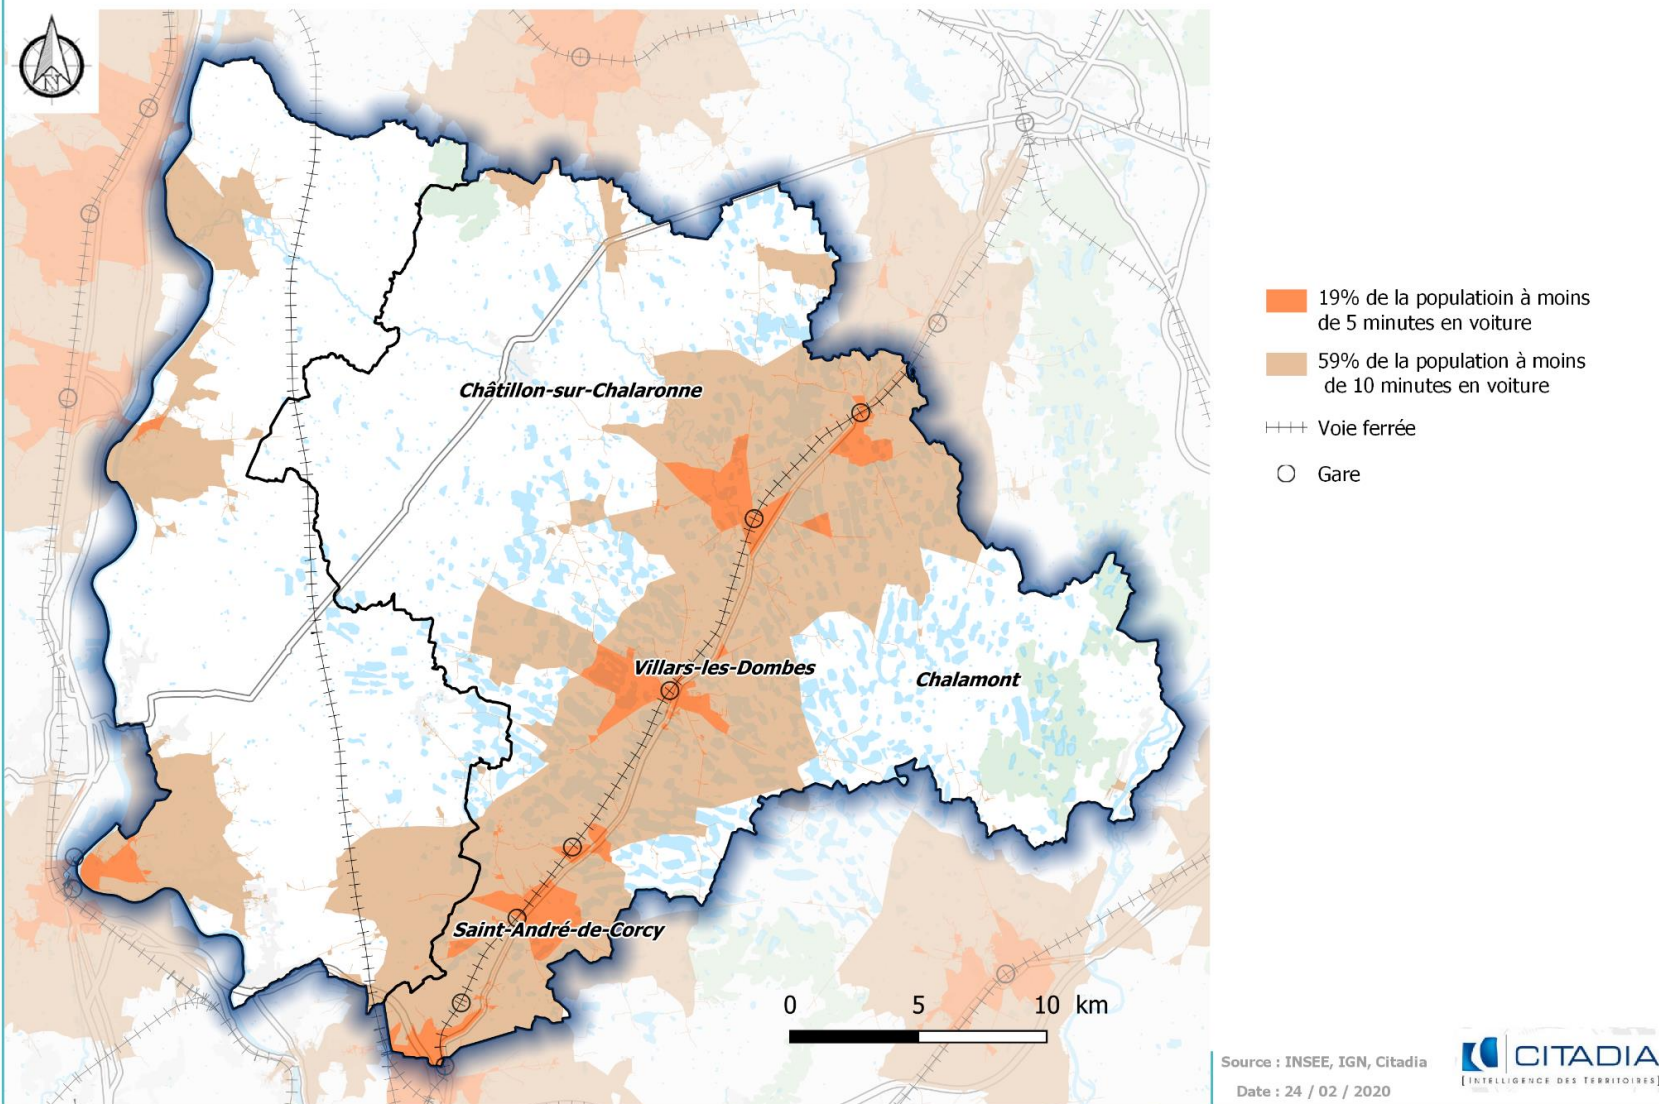 N
19% de la populatioin à moins
de 5 minutes en voiture
59% de la population à moins
de 10 minutes en voiture
Voie ferrée
Gare
Châtillon-sur-Chalaronne
Villars-les-Dombes
Chalamont
Saint-André-de-Corcy
0 5 10 km
Source : INSEE, IGN, Citadia
Date : 24 / 02 / 2020
CITADIA
[INTELLIGENCE DES TERRITOIRES]